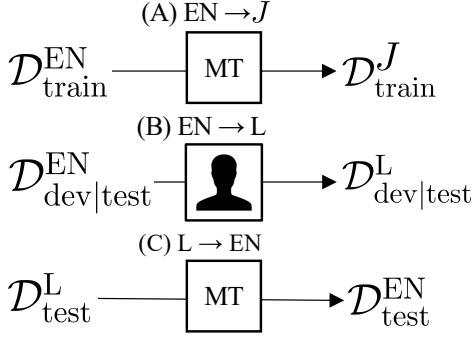 (A) EN → J
𝒟^EN_train MT 𝒟^J_train
(B) EN → L
𝒟^EN_dev|test 𝒟^L_dev|test
(C) L → EN
𝒟^L_test MT 𝒟^EN_test